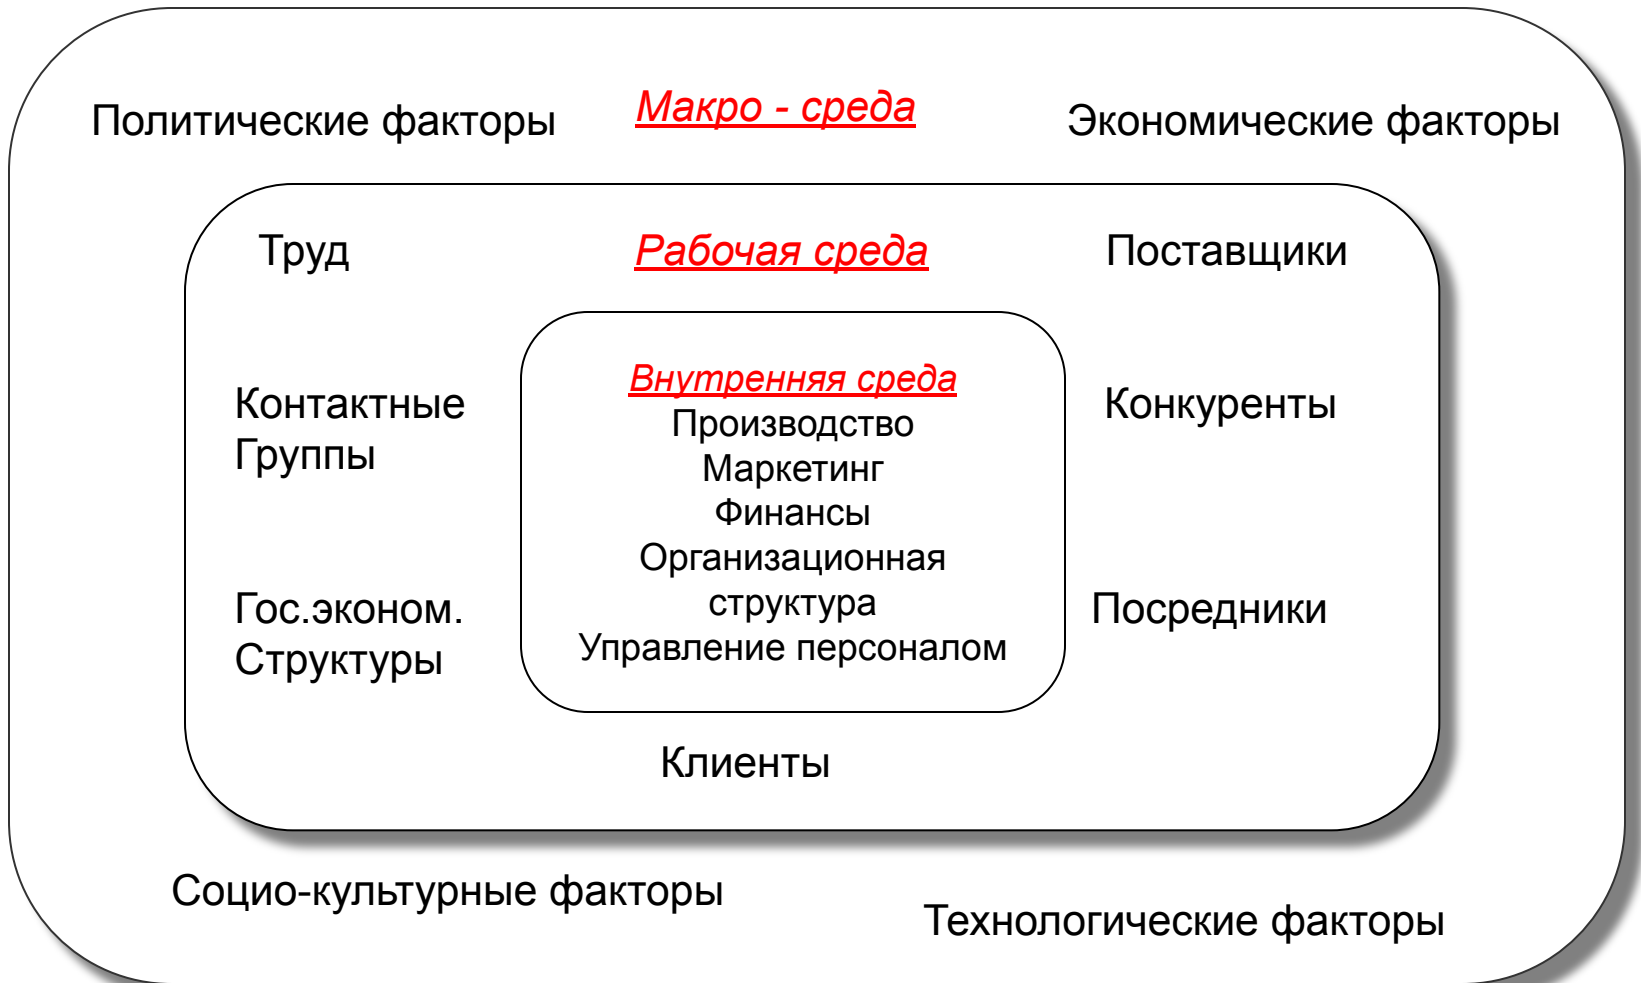 Политические факторы
Макро - среда
Экономические факторы
Труд
Рабочая среда
Поставщики
Контактные
Группы
Внутренняя среда
Производство
Маркетинг
Финансы
Организационная
структура
Управление персоналом
Конкуренты
Гос.эконом.
Структуры
Посредники
Клиенты
Социо-культурные факторы
Технологические факторы